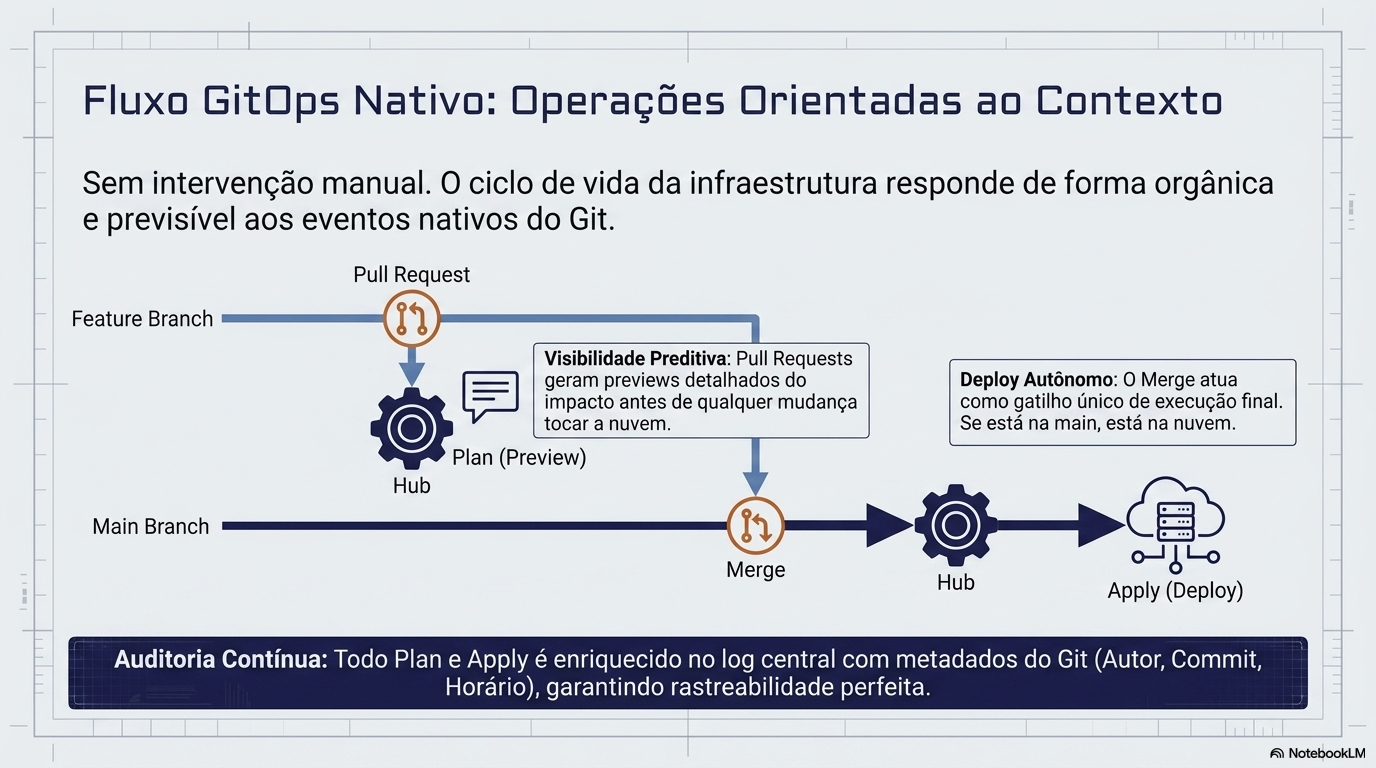 Fluxo GitOps Nativo: Operações Orientadas ao Contexto
Sem intervenção manual. O ciclo de vida da infraestrutura responde de forma orgânica
e previsível aos eventos nativos do Git.
Pull Request
Feature Branch
Visibilidade Preditiva: Pull Requests
geram previews detalhados do
impacto antes de qualquer mudança
tocar a nuvem.
Deploy Autônomo: O Merge atua
como gatilho único de execução final.
Se está na main, está na nuvem.
Plan (Preview)
Hub
Main Branch
Merge
Hub
Apply (Deploy)
Auditoria Contínua: Todo Plan e Apply é enriquecido no log central com metadados do Git (Autor, Commit,
Horário), garantindo rastreabilidade perfeita.
NotebookLM